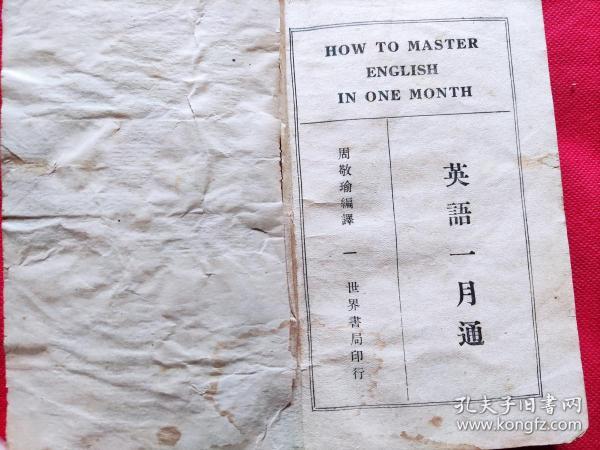 HOW TO MASTER
ENGLISH
IN ONE MONTH
英語一月通
周敬瑜編譯 — 世界書局印行
孔夫子旧书网
www.kongfz.com